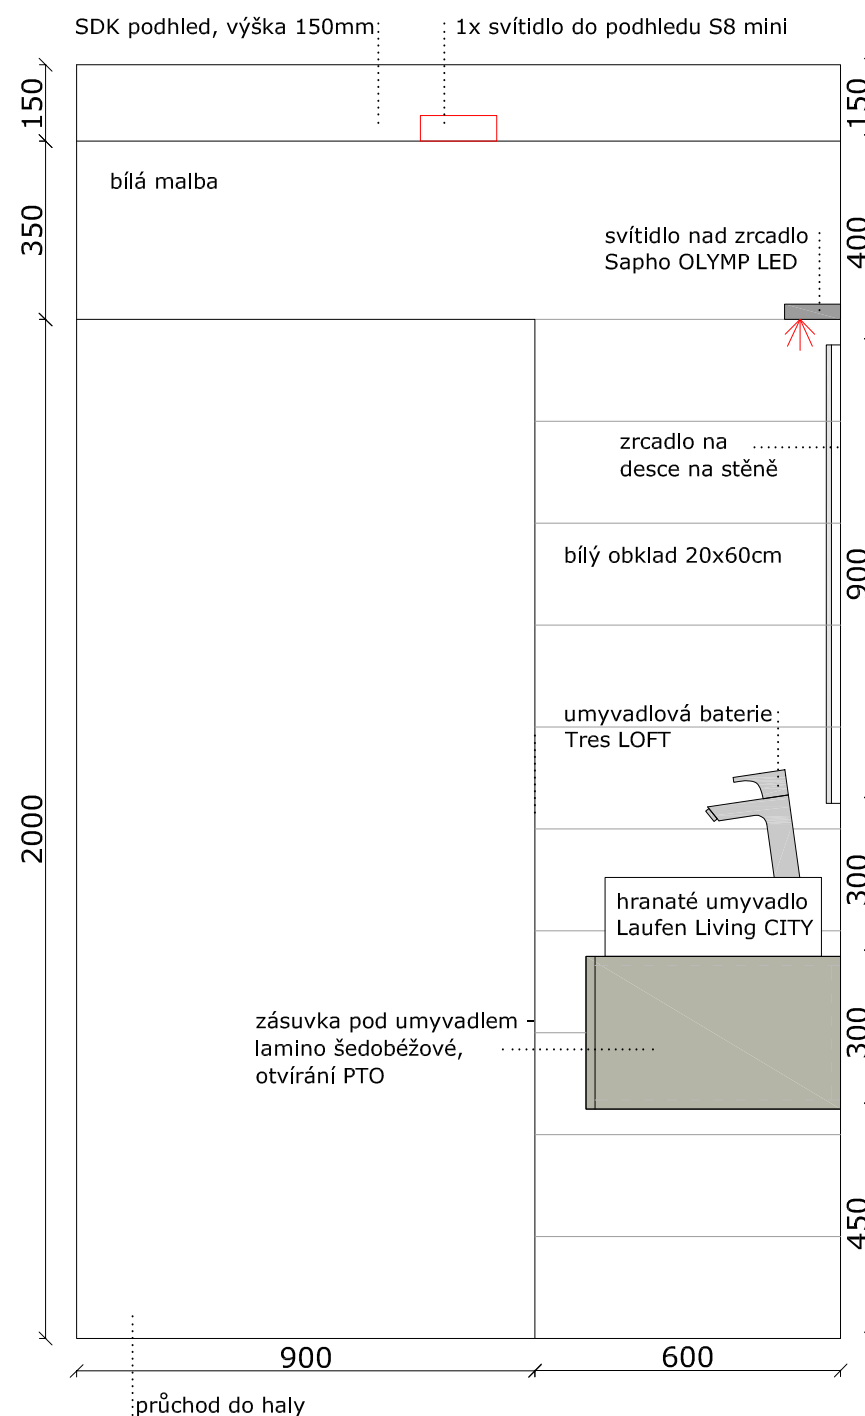 SDK podhled, výška 150mm
1x svítidlo do podhledu S8 mini
150
150
bílá malba
350
400
svítidlo nad zrcadlo
Sapho OLYMP LED
zrcadlo na
desce na stěně
bílý obklad 20x60cm
900
umyvadlová baterie
Tres LOFT
2000
300
hranaté umyvadlo
Laufen Living CITY
zásuvka pod umyvadlem
lamino šedobéžové,
otvírání PTO
300
450
900
600
průchod do haly